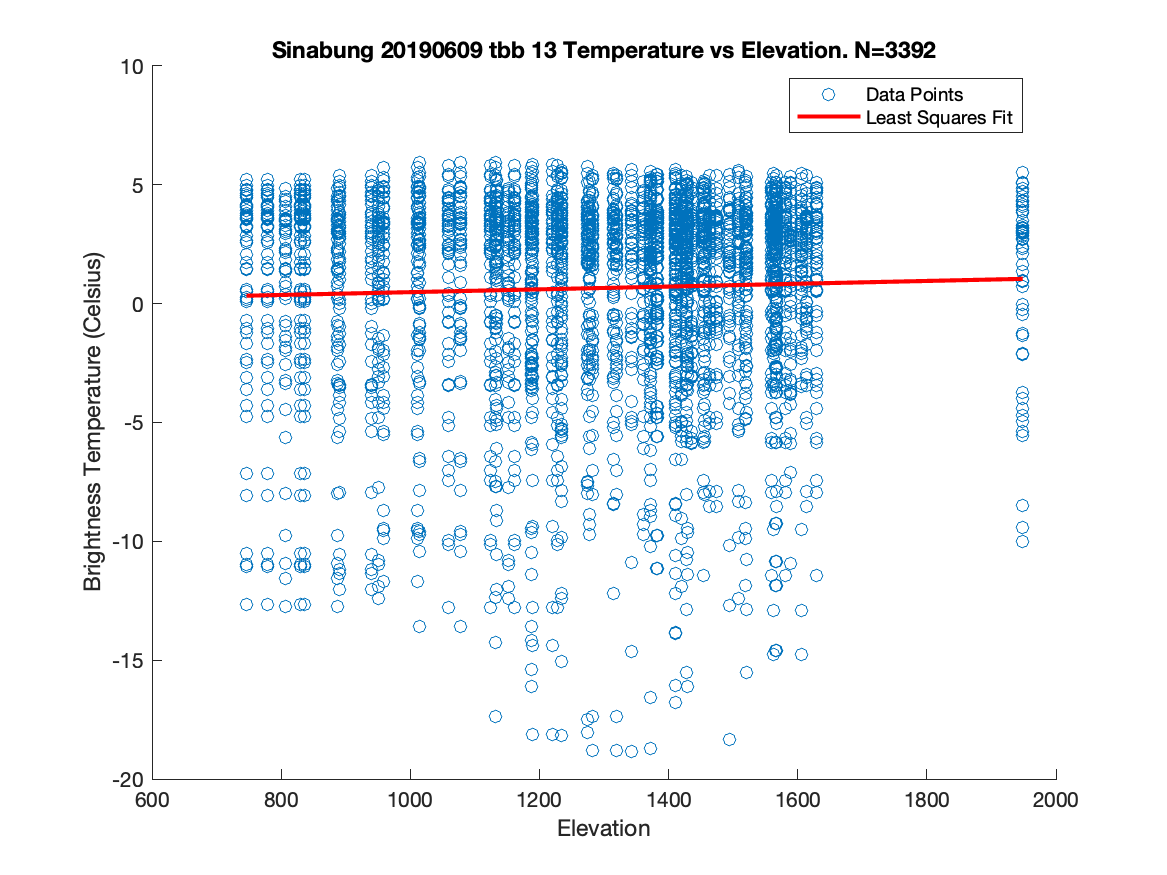 Sinabung 20190609 tbb 13 Temperature vs Elevation. N=3392
Data Points
Least Squares Fit
Brightness Temperature (Celsius)
10
5
0
-5
-10
-15
-20
600 800 1000 1200 1400 1600 1800 2000
Elevation